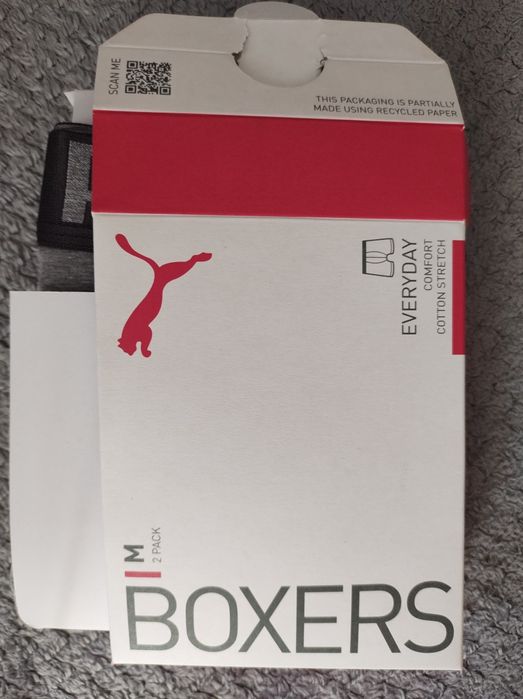 SCAN ME
THIS PACKAGING IS PARTIALLY
MADE USING RECYCLED PAPER
EVERYDAY
COMFORT
COTTON STRETCH
M
2 PACK
BOXERS